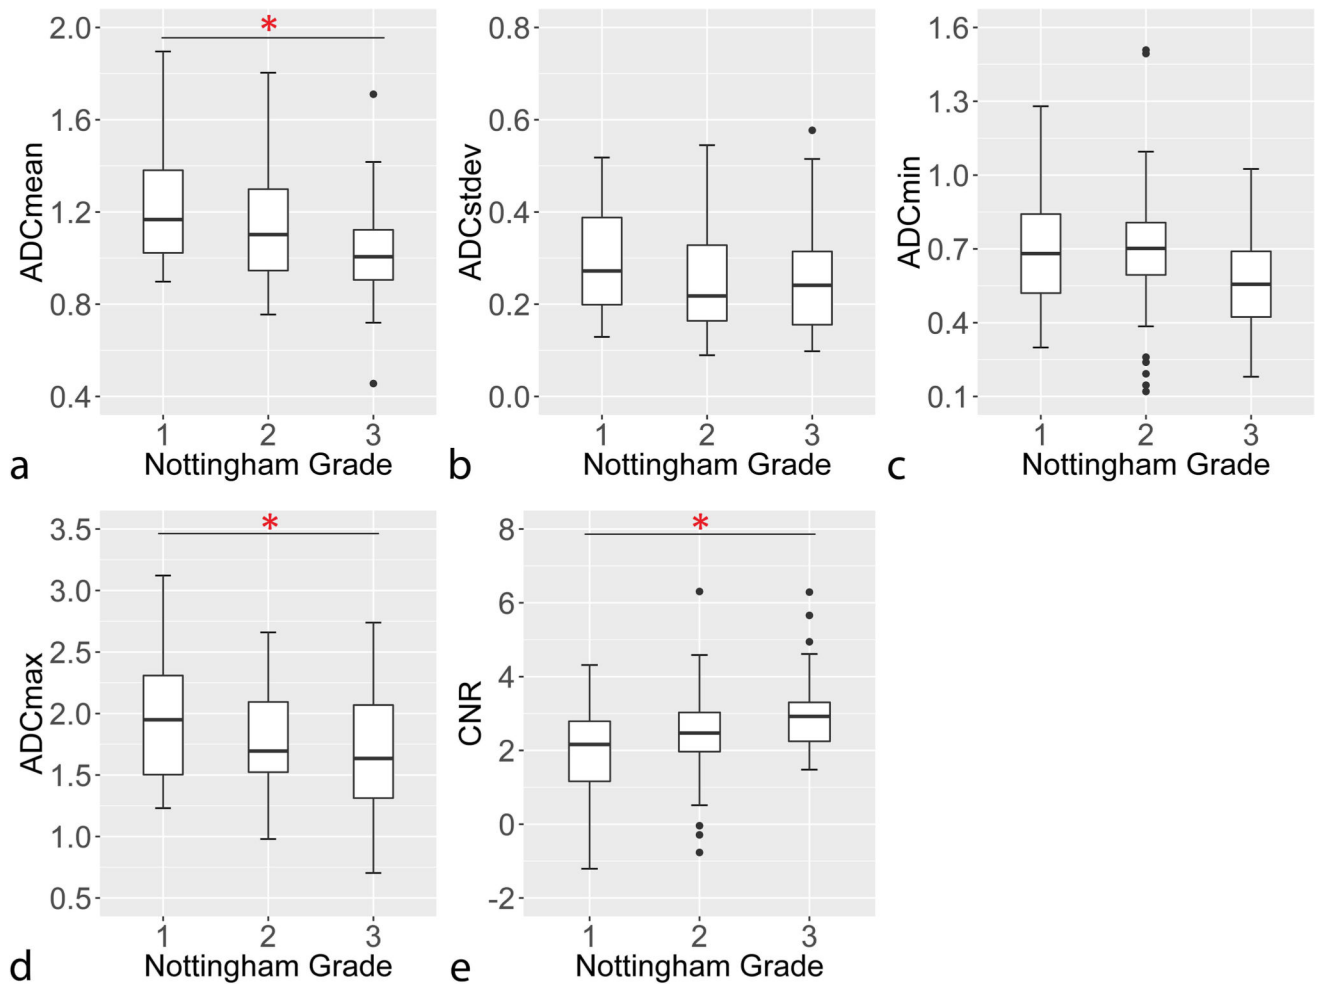 *
2.0
1.6
1.2
0.8
0.4
ADCmean
1 2 3
Nottingham Grade
a
0.8
0.6
0.4
0.2
0.0
ADCstdev
1 2 3
Nottingham Grade
b
1.6
1.3
1.0
0.7
0.4
0.1
ADCmin
1 2 3
Nottingham Grade
c
*
3.5
3.0
2.5
2.0
1.5
1.0
0.5
ADCmax
1 2 3
Nottingham Grade
d
*
8
6
4
2
0
-2
CNR
1 2 3
Nottingham Grade
e